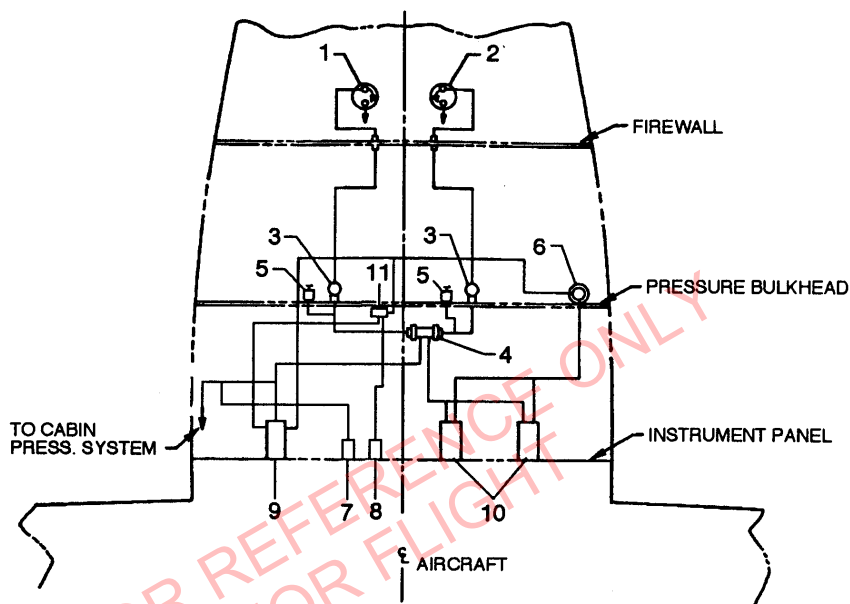 1
2
FIREWALL
3
3
6
5
11
5
PRESSURE BULKHEAD
4
TO CABIN
PRESS. SYSTEM
INSTRUMENT PANEL
9
7
8
10
℄ AIRCRAFT
OR REFERENCE ONLY
OR FLIGHT